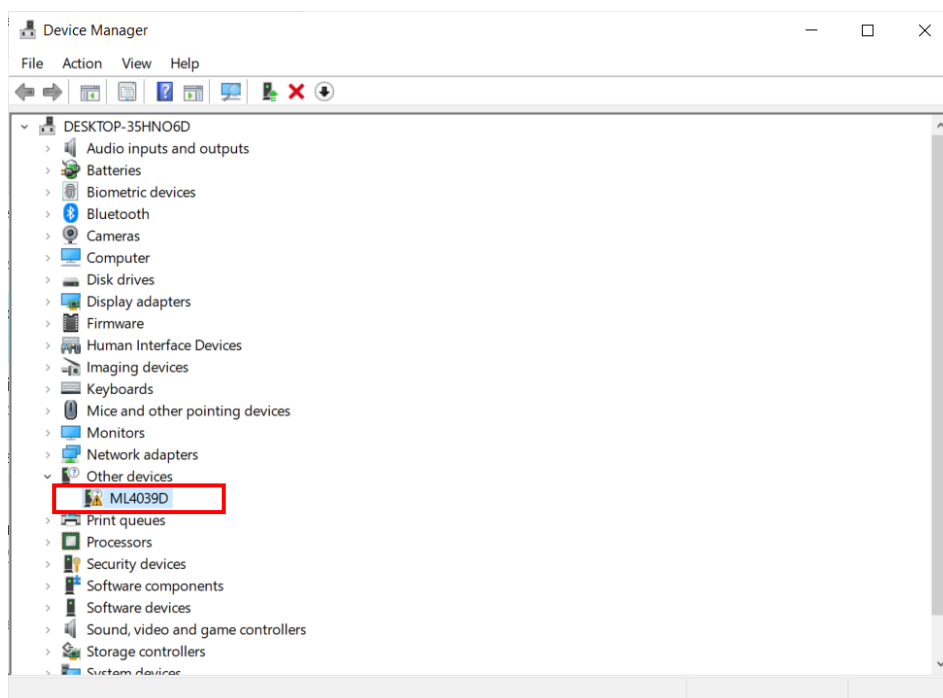 Device Manager
File Action View Help
DESKTOP-35HNO6D
Audio inputs and outputs
Batteries
Biometric devices
Bluetooth
Cameras
Computer
Disk drives
Display adapters
Firmware
Human Interface Devices
Imaging devices
Keyboards
Mice and other pointing devices
Monitors
Network adapters
Other devices
ML4039D
Print queues
Processors
Security devices
Software components
Software devices
Sound, video and game controllers
Storage controllers
System devices